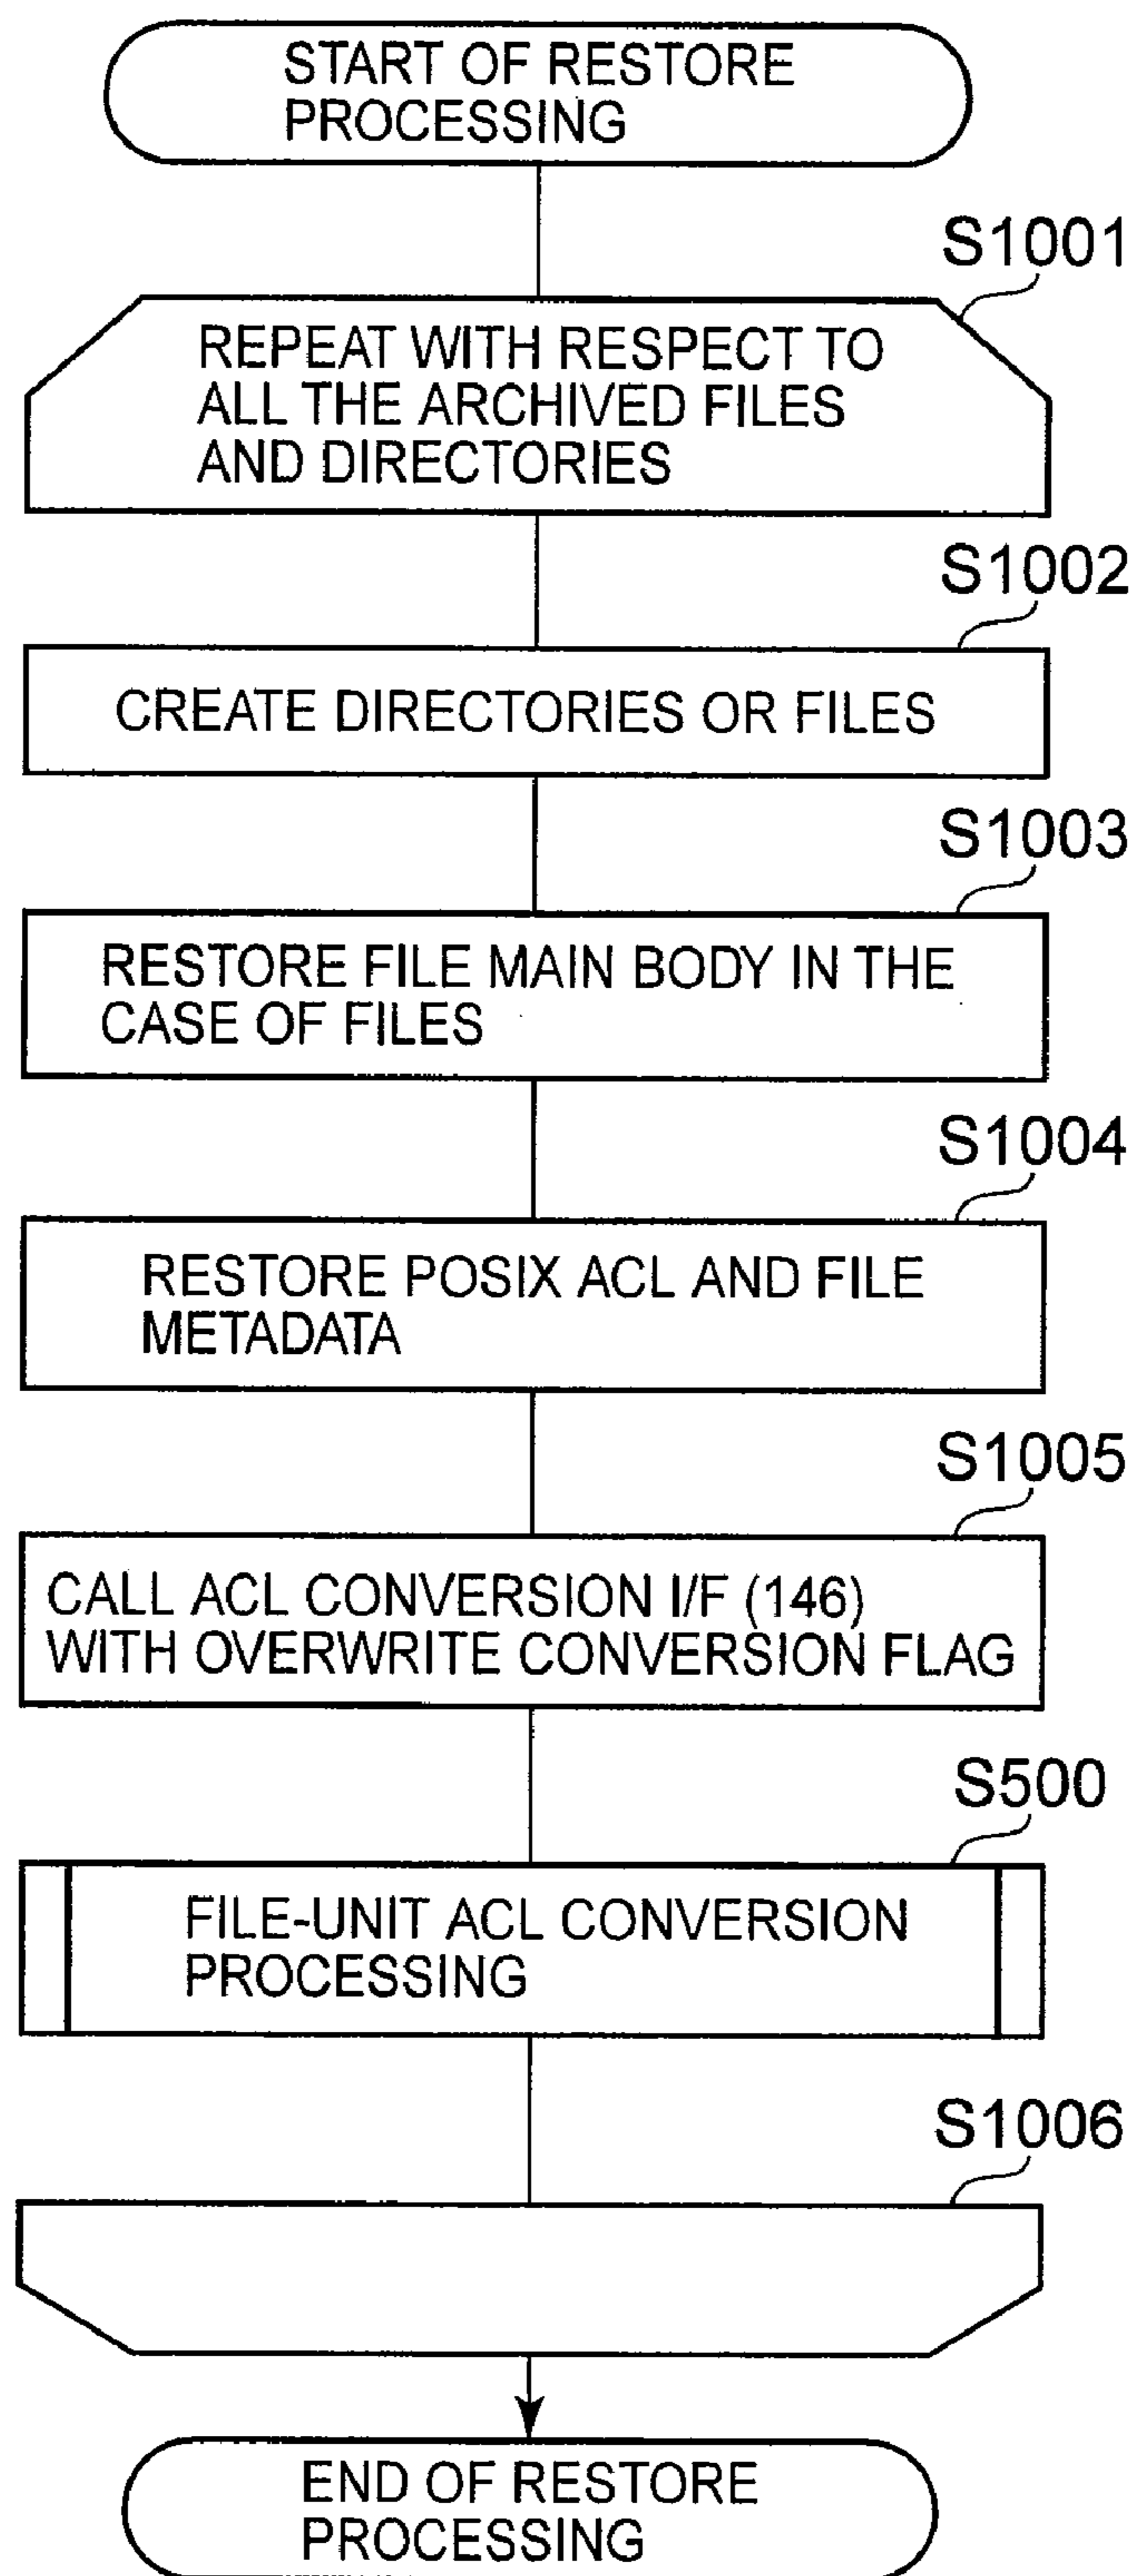 START OF RESTORE
PROCESSING
S1001
REPEAT WITH RESPECT TO
ALL THE ARCHIVED FILES
AND DIRECTORIES
S1002
CREATE DIRECTORIES OR FILES
S1003
RESTORE FILE MAIN BODY IN THE
CASE OF FILES
S1004
RESTORE POSIX ACL AND FILE
METADATA
S1005
CALL ACL CONVERSION I/F (146)
WITH OVERWRITE CONVERSION FLAG
S500
FILE-UNIT ACL CONVERSION
PROCESSING
S1006
END OF RESTORE
PROCESSING